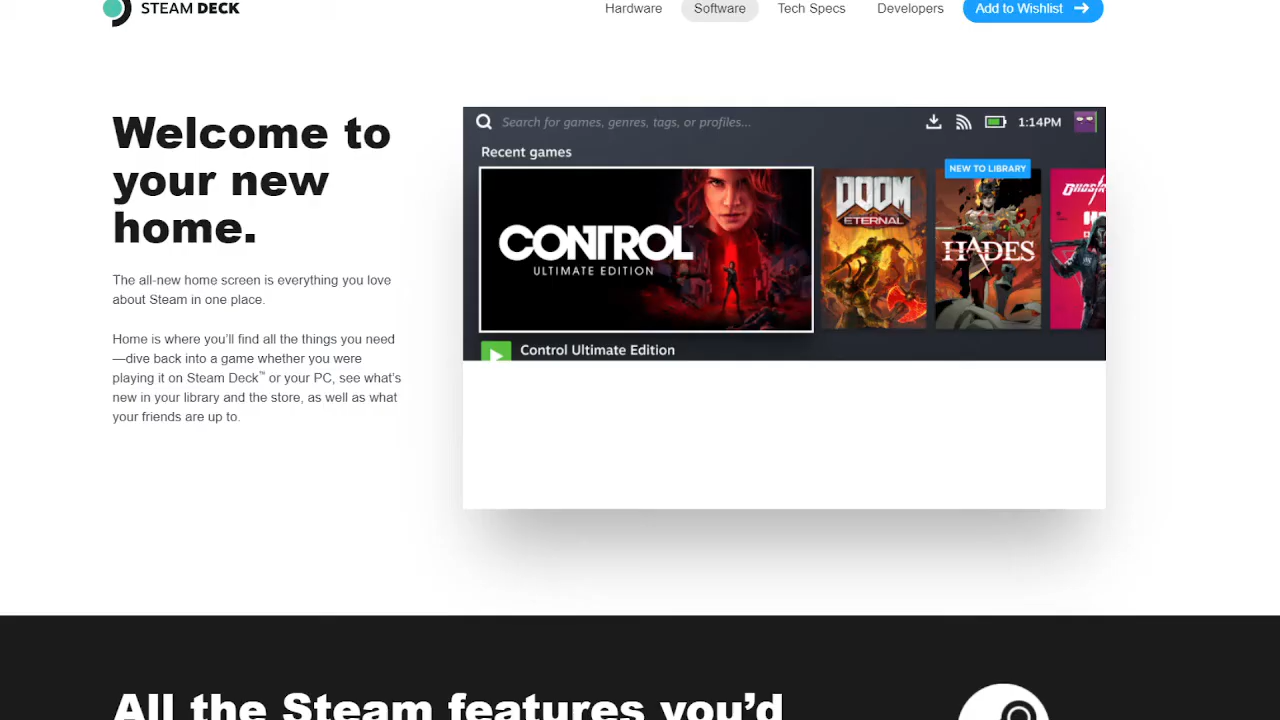 STEAM DECK
Hardware
Software
Tech Specs
Developers
Add to Wishlist
Welcome to
your new
home.
The all-new home screen is everything you love
about Steam in one place.
Home is where you’ll find all the things you need
—dive back into a game whether you were
playing it on Steam Deck™ or your PC, see what’s
new in your library and the store, as well as what
your friends are up to.
Search for games, genres, tags, or profiles...
1:14PM
Recent games
NEW TO LIBRARY
CONTROL
ULTIMATE EDITION
DOOM
ETERNAL
HADES
Control Ultimate Edition
All the Steam features you’d